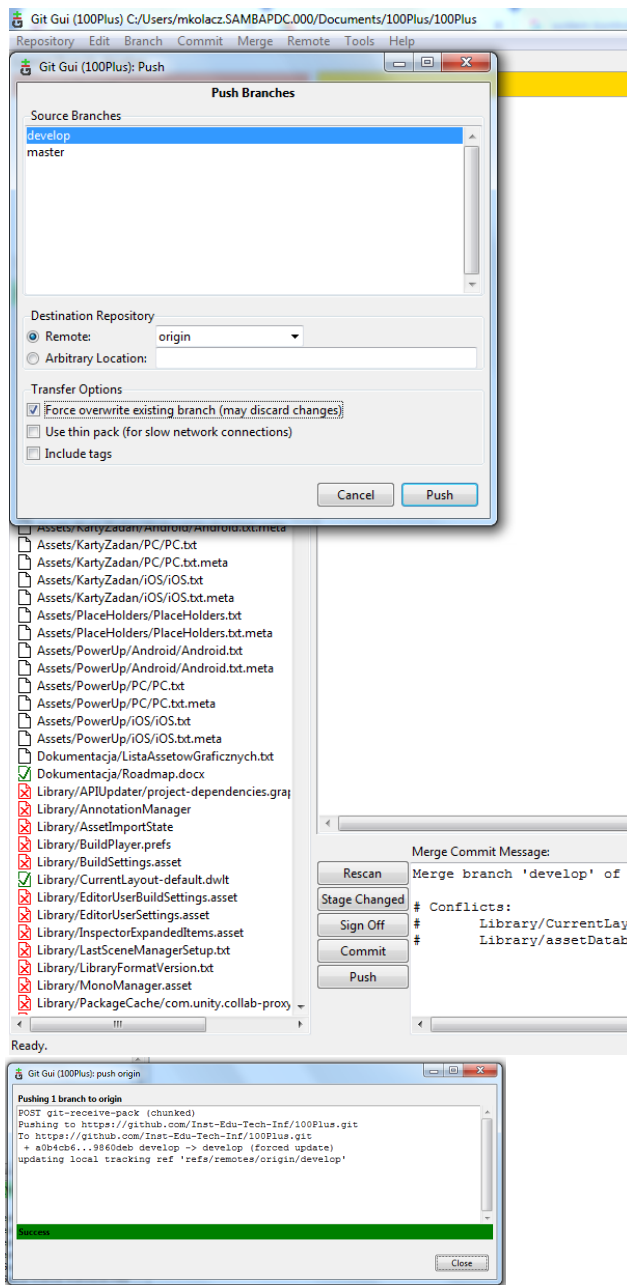 Git Gui (100Plus) C:/Users/mkolacz.SAMBAPDC.000/Documents/100Plus/100Plus
Repository Edit Branch Commit Merge Remote Tools Help
Git Gui (100Plus): Push
Push Branches
Source Branches
develop
master
Destination Repository
Remote: origin
Arbitrary Location:
Transfer Options
Force overwrite existing branch (may discard changes)
Use thin pack (for slow network connections)
Include tags
Cancel Push
Assets/KartyZadan/Android/Android.txt.meta
Assets/KartyZadan/PC/PC.txt
Assets/KartyZadan/PC/PC.txt.meta
Assets/KartyZadan/iOS/iOS.txt
Assets/KartyZadan/iOS/iOS.txt.meta
Assets/PlaceHolders/PlaceHolders.txt
Assets/PlaceHolders/PlaceHolders.txt.meta
Assets/PowerUp/Android/Android.txt
Assets/PowerUp/Android/Android.txt.meta
Assets/PowerUp/PC/PC.txt
Assets/PowerUp/PC/PC.txt.meta
Assets/PowerUp/iOS/iOS.txt
Assets/PowerUp/iOS/iOS.txt.meta
Dokumentacja/ListaAssetowGraficznych.txt
Dokumentacja/Roadmap.docx
Library/APIUpdater/project-dependencies.grap
Library/AnnotationManager
Library/AssetImportState
Library/BuildPlayer.prefs
Library/BuildSettings.asset
Library/CurrentLayout-default.dwlt
Library/EditorUserBuildSettings.asset
Library/EditorUserSettings.asset
Library/InspectorExpandedItems.asset
Library/LastSceneManagerSetup.txt
Library/LibraryFormatVersion.txt
Library/MonoManager.asset
Library/PackageCache/com.unity.collab-proxy
Merge Commit Message:
Rescan
Stage Changed
Sign Off
Commit
Push
Merge branch 'develop' of
# Conflicts:
# Library/CurrentLay
# Library/assetDatab
Ready.
Git Gui (100Plus): push origin
Pushing 1 branch to origin
POST git-receive-pack (chunked)
Pushing to https://github.com/Inst-Edu-Tech-Inf/100Plus.git
To https://github.com/Inst-Edu-Tech-Inf/100Plus.git
+ a0b4cb6...9860deb develop -> develop (forced update)
updating local tracking ref 'refs/remotes/origin/develop'
Success
Close